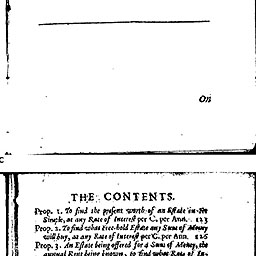 On
THE CONTENTS.
Prop. 1. To find the present worth of an Estate in-Fee
Simple, at any Rate of Interest per C. per Ann. 123
Prop. 2. To find what Free-hold Estate any Sum of Money
will buy, at any Rate of Interest per C. per Ann. 126
Prop. 3. An Estate being offered for a Sum of Money, the
annual Rent being known, to find what Rate of In-